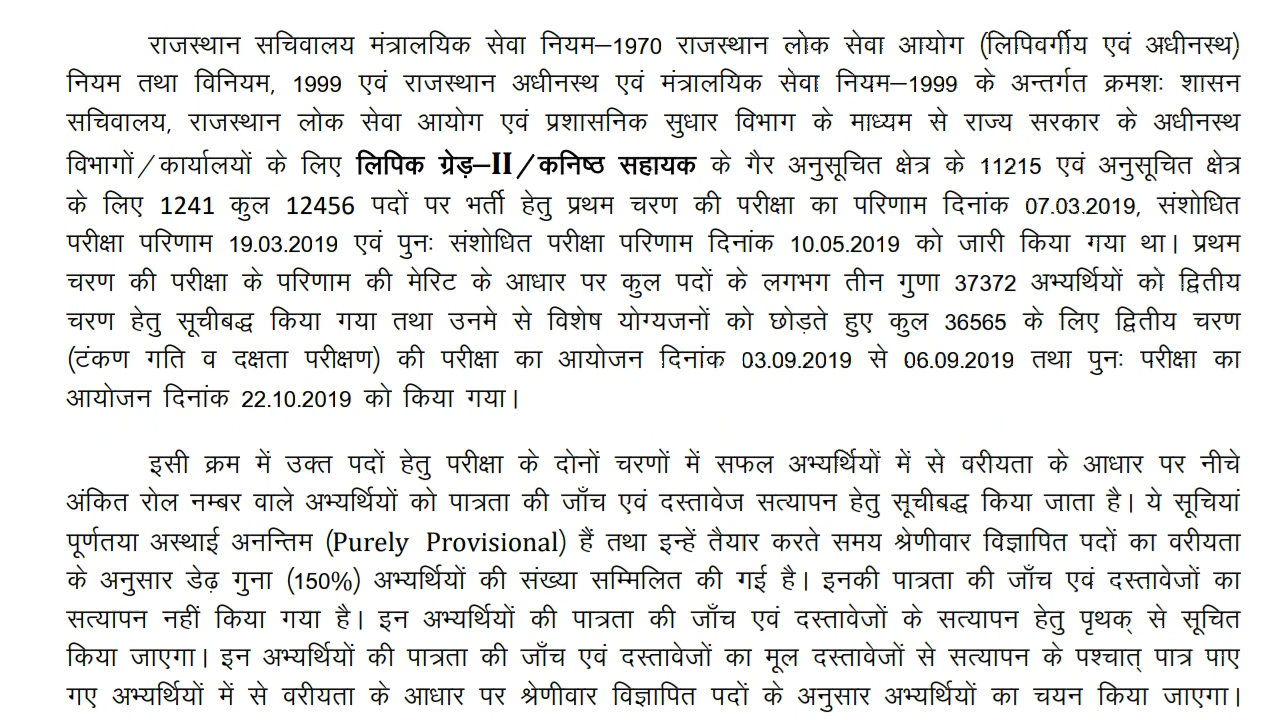 राजस्थान सचिवालय मंत्रालयिक सेवा नियम–1970 राजस्थान लोक सेवा आयोग (लिपिवर्गीय एवं अधीनस्थ)
नियम तथा विनियम, 1999 एवं राजस्थान अधीनस्थ एवं मंत्रालयिक सेवा नियम–1999 के अन्तर्गत क्रमशः शासन
सचिवालय, राजस्थान लोक सेवा आयोग एवं प्रशासनिक सुधार विभाग के माध्यम से राज्य सरकार के अधीनस्थ
विभागों/कार्यालयों के लिए लिपिक ग्रेड़–II/कनिष्ठ सहायक के गैर अनुसूचित क्षेत्र के 11215 एवं अनुसूचित क्षेत्र
के लिए 1241 कुल 12456 पदों पर भर्ती हेतु प्रथम चरण की परीक्षा का परिणाम दिनांक 07.03.2019, संशोधित
परीक्षा परिणाम 19.03.2019 एवं पुनः संशोधित परीक्षा परिणाम दिनांक 10.05.2019 को जारी किया गया था। प्रथम
चरण की परीक्षा के परिणाम की मेरिट के आधार पर कुल पदों के लगभग तीन गुणा 37372 अभ्यर्थियों को द्वितीय
चरण हेतु सूचीबद्ध किया गया तथा उनमे से विशेष योग्यजनों को छोड़ते हुए कुल 36565 के लिए द्वितीय चरण
(टंकण गति व दक्षता परीक्षण) की परीक्षा का आयोजन दिनांक 03.09.2019 से 06.09.2019 तथा पुनः परीक्षा का
आयोजन दिनांक 22.10.2019 को किया गया।
इसी क्रम में उक्त पदों हेतु परीक्षा के दोनों चरणों में सफल अभ्यर्थियों में से वरीयता के आधार पर नीचे
अंकित रोल नम्बर वाले अभ्यर्थियों को पात्रता की जाँच एवं दस्तावेज सत्यापन हेतु सूचीबद्ध किया जाता है। ये सूचियां
पूर्णतया अस्थाई अनन्तिम (Purely Provisional) हैं तथा इन्हें तैयार करते समय श्रेणीवार विज्ञापित पदों का वरीयता
के अनुसार डेढ़ गुना (150%) अभ्यर्थियों की संख्या सम्मिलित की गई है। इनकी पात्रता की जाँच एवं दस्तावेजों का
सत्यापन नहीं किया गया है। इन अभ्यर्थियों की पात्रता की जाँच एवं दस्तावेजों के सत्यापन हेतु पृथक् से सूचित
किया जाएगा। इन अभ्यर्थियों की पात्रता की जाँच एवं दस्तावेजों का मूल दस्तावेजों से सत्यापन के पश्चात् पात्र पाए
गए अभ्यर्थियों में से वरीयता के आधार पर श्रेणीवार विज्ञापित पदों के अनुसार अभ्यर्थियों का चयन किया जाएगा।